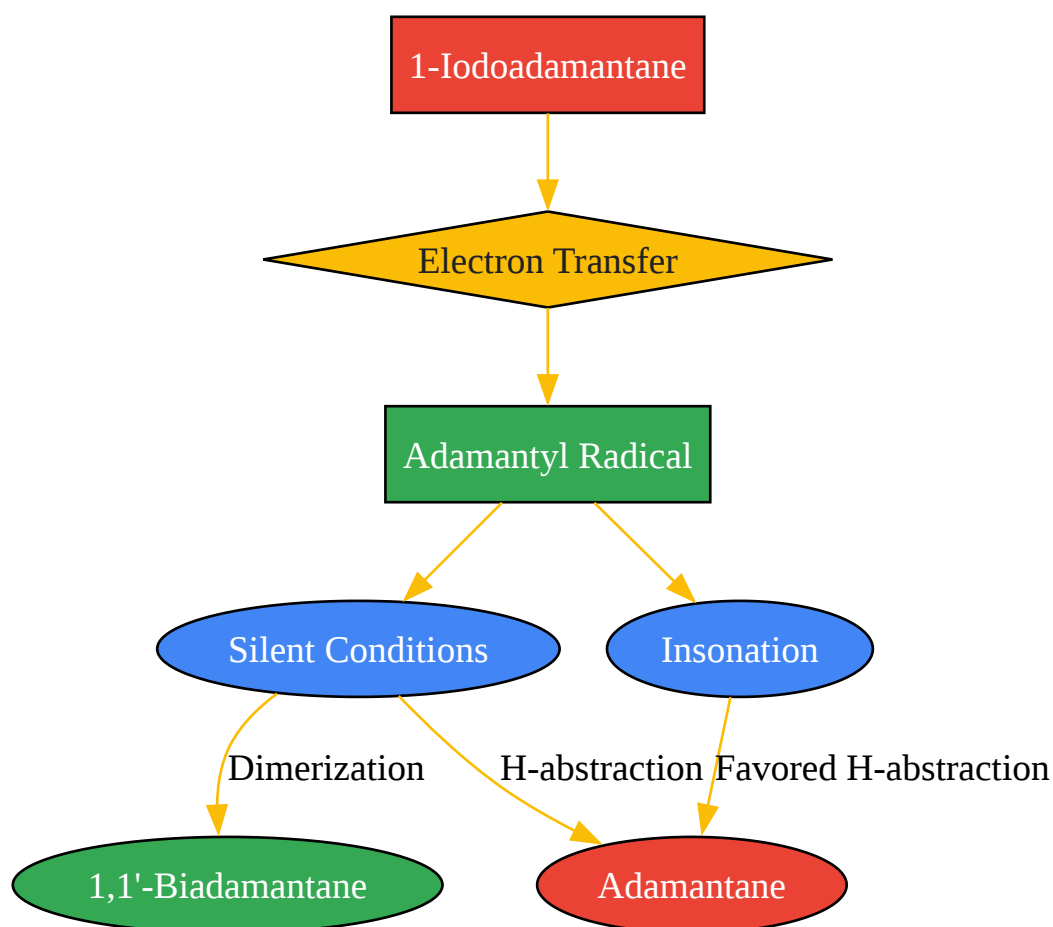 1-Iodoadamantane
Electron Transfer
Adamantyl Radical
Silent Conditions
Insonation
Dimerization
H-abstraction
Favored H-abstraction
1,1'-Biadamantane
Adamantane